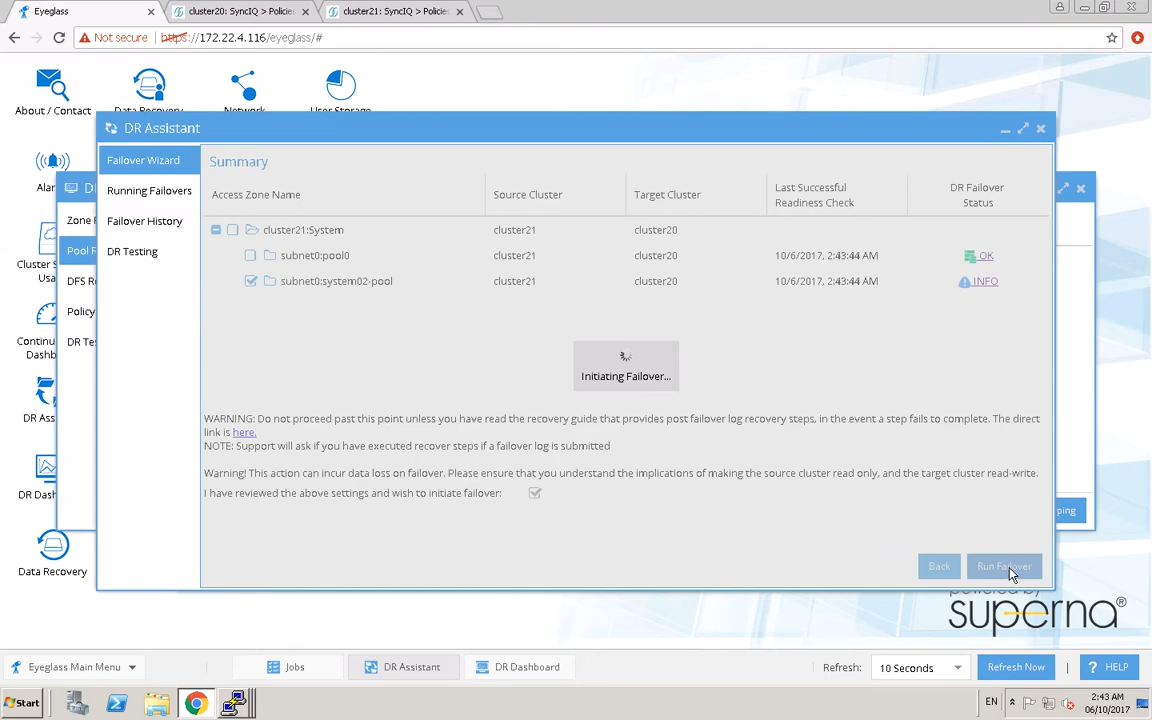 Eyeglass
cluster20: SyncIQ > Policie
cluster21: SyncIQ > Policie
Not secure
https://172.22.4.116/eyeglass/#
About / Contact
Data Recovery
Network
User Storage
DR Assistant
Failover Wizard
Running Failovers
Failover History
DR Testing
Summary
Access Zone Name
Source Cluster
Target Cluster
Last Successful
Readiness Check
DR Failover
Status
cluster21:System
cluster21
cluster20
subnet0:pool0
cluster21
cluster20
10/6/2017, 2:43:44 AM
OK
subnet0:system02-pool
cluster21
cluster20
10/6/2017, 2:43:44 AM
INFO
Initiating Failover...
WARNING: Do not proceed past this point unless you have read the recovery guide that provides post failover log recovery steps, in the event a step fails to complete. The direct
link is here.
NOTE: Support will ask if you have executed recover steps if a failover log is submitted
Warning! This action can incur data loss on failover. Please ensure that you understand the implications of making the source cluster read only, and the target cluster read-write.
I have reviewed the above settings and wish to initiate failover:
Back
Run Failover
Alar
Cluster S
Usa
Continu
Dashb
DR Ass
DR Das
Data Recovery
D
Zone R
Pool R
DFS Re
Policy
DR Tes
ping
powered by
superna®
Eyeglass Main Menu
Jobs
DR Assistant
DR Dashboard
Refresh:
10 Seconds
Refresh Now
|
? HELP
Start
EN
2:43 AM
06/10/2017